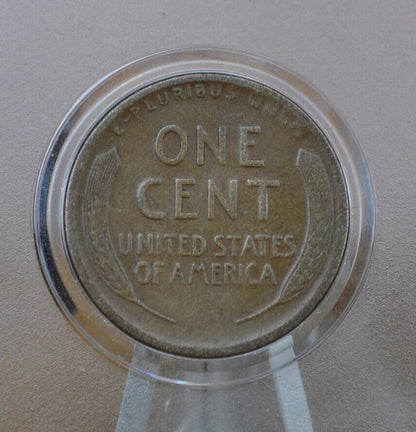 E·PLURIBUS UNUM
ONE
CENT
UNITED STATES
OF AMERICA